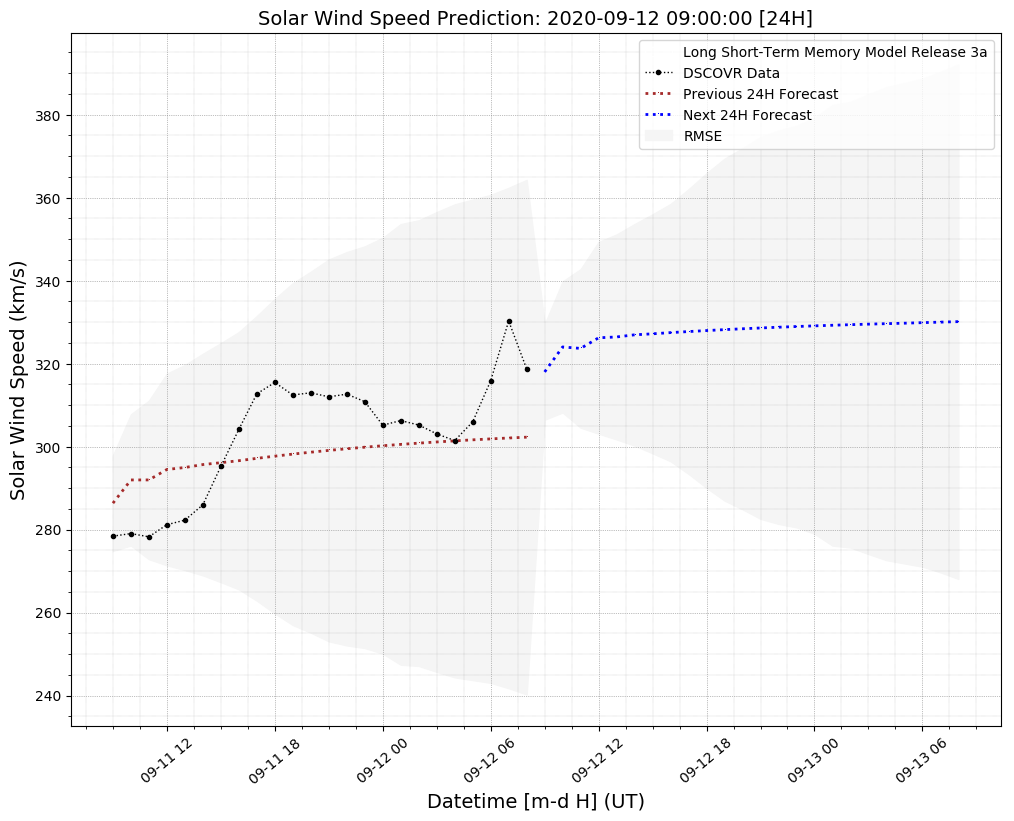 Solar Wind Speed Prediction: 2020-09-12 09:00:00 [24H]
Long Short-Term Memory Model Release 3a
DSCOVR Data
Previous 24H Forecast
Next 24H Forecast
RMSE
Solar Wind Speed (km/s)
380
360
340
320
300
280
260
240
09-11 12
09-11 18
09-12 00
09-12 06
09-12 12
09-12 18
09-13 00
09-13 06
Datetime [m-d H] (UT)